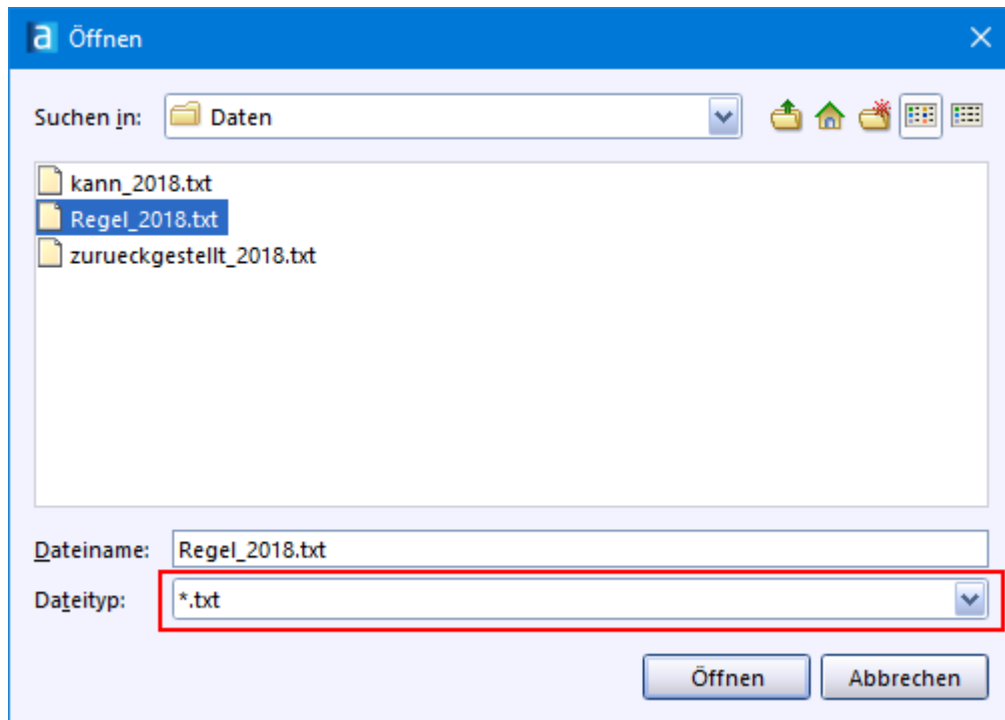 a Öffnen
Suchen in: Daten
kann_2018.txt
Regel_2018.txt
zurueckgestellt_2018.txt
Dateiname: Regel_2018.txt
Dateityp: *.txt
Öffnen Abbrechen